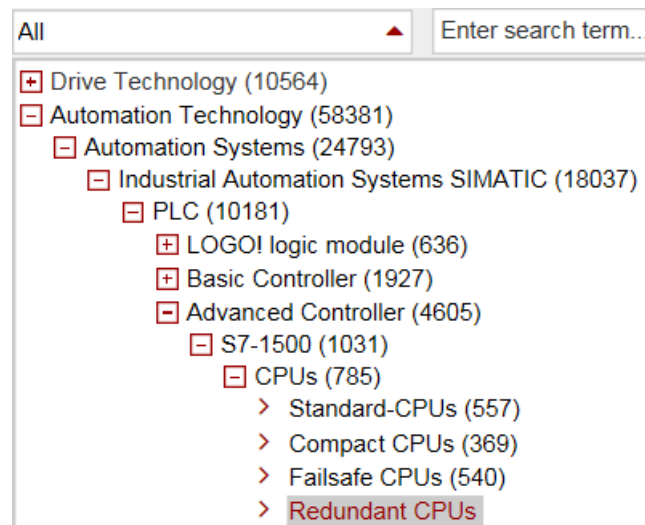 All
Enter search term...
Drive Technology (10564)
Automation Technology (58381)
Automation Systems (24793)
Industrial Automation Systems SIMATIC (18037)
PLC (10181)
LOGO! logic module (636)
Basic Controller (1927)
Advanced Controller (4605)
S7-1500 (1031)
CPUs (785)
Standard-CPUs (557)
Compact CPUs (369)
Failsafe CPUs (540)
Redundant CPUs